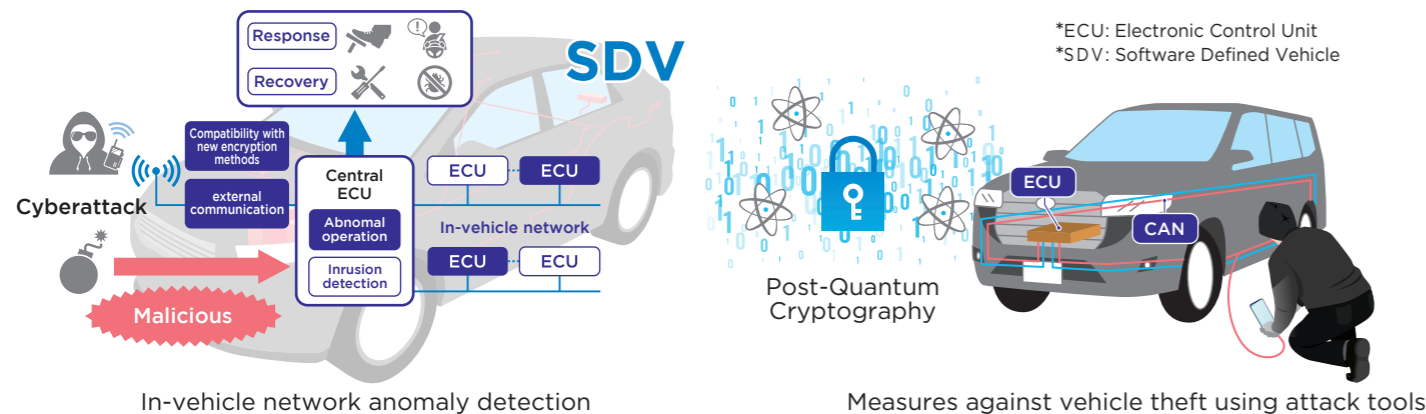 Response
Recovery
SDV
*ECU: Electronic Control Unit
*SDV: Software Defined Vehicle
Cyberattack
Compatibility with
new encryption
methods
external
communication
Central
ECU
Abnomal
operation
Inrusion
detection
ECU
ECU
In-vehicle network
ECU
ECU
Malicious
In-vehicle network anomaly detection
Post-Quantum
Cryptography
ECU
CAN
Measures against vehicle theft using attack tools